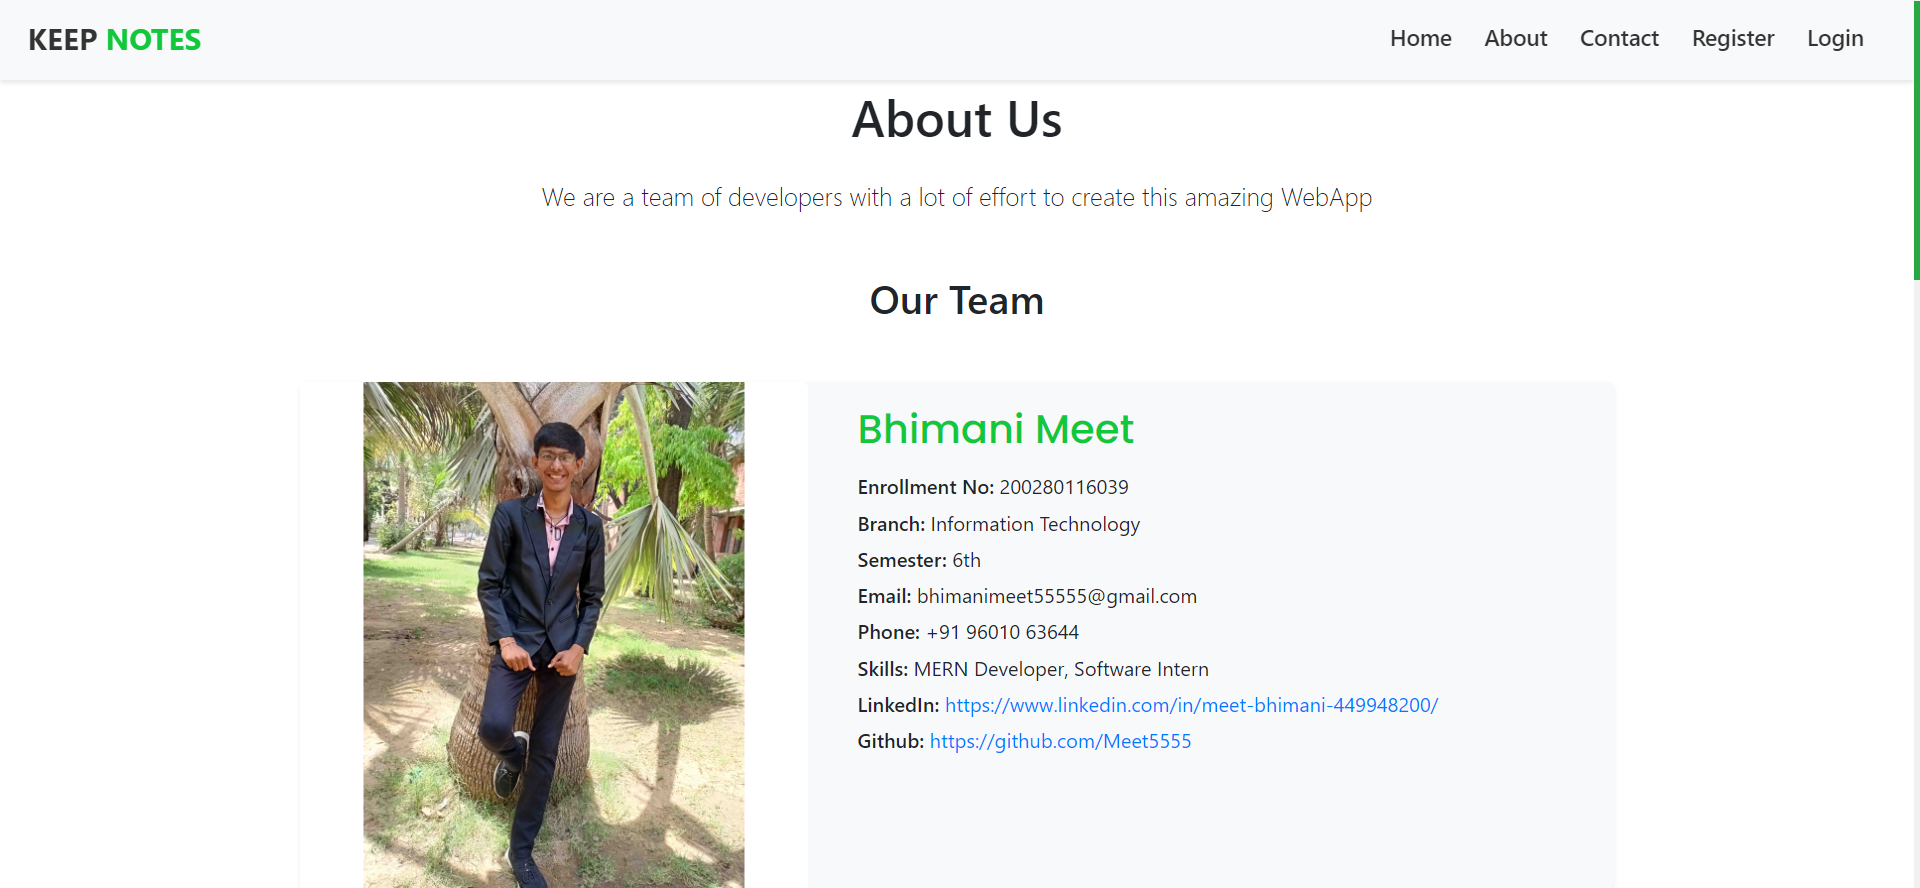 KEEP NOTES
Home About Contact Register Login
About Us
We are a team of developers with a lot of effort to create this amazing WebApp
Our Team
Bhimani Meet
Enrollment No: 200280116039
Branch: Information Technology
Semester: 6th
Email: bhimanimeet55555@gmail.com
Phone: +91 96010 63644
Skills: MERN Developer, Software Intern
LinkedIn: https://www.linkedin.com/in/meet-bhimani-449948200/
Github: https://github.com/Meet5555